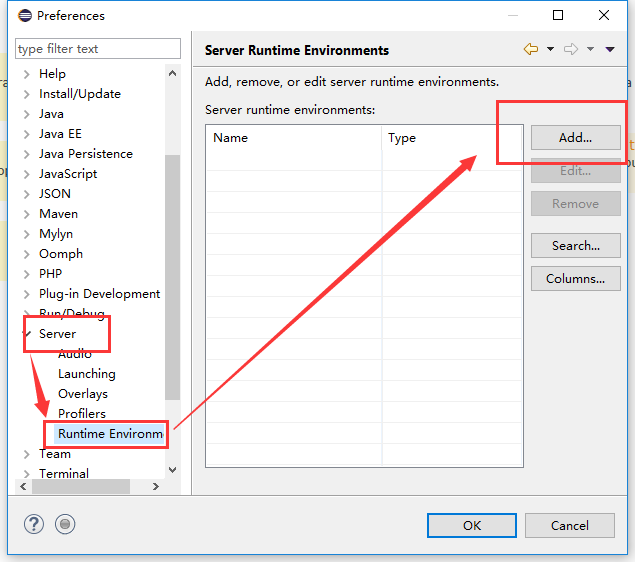 Preferences
type filter text
Help
Install/Update
Java
Java EE
Java Persistence
JavaScript
JSON
Maven
Mylyn
Oomph
PHP
Plug-in Development
Run/Debug
Server
Audio
Launching
Overlays
Profilers
Runtime Environm
Team
Terminal
Server Runtime Environments
Add, remove, or edit server runtime environments.
Server runtime environments:
Name Type
Add...
Edit...
Remove
Search...
Columns...
?
OK Cancel